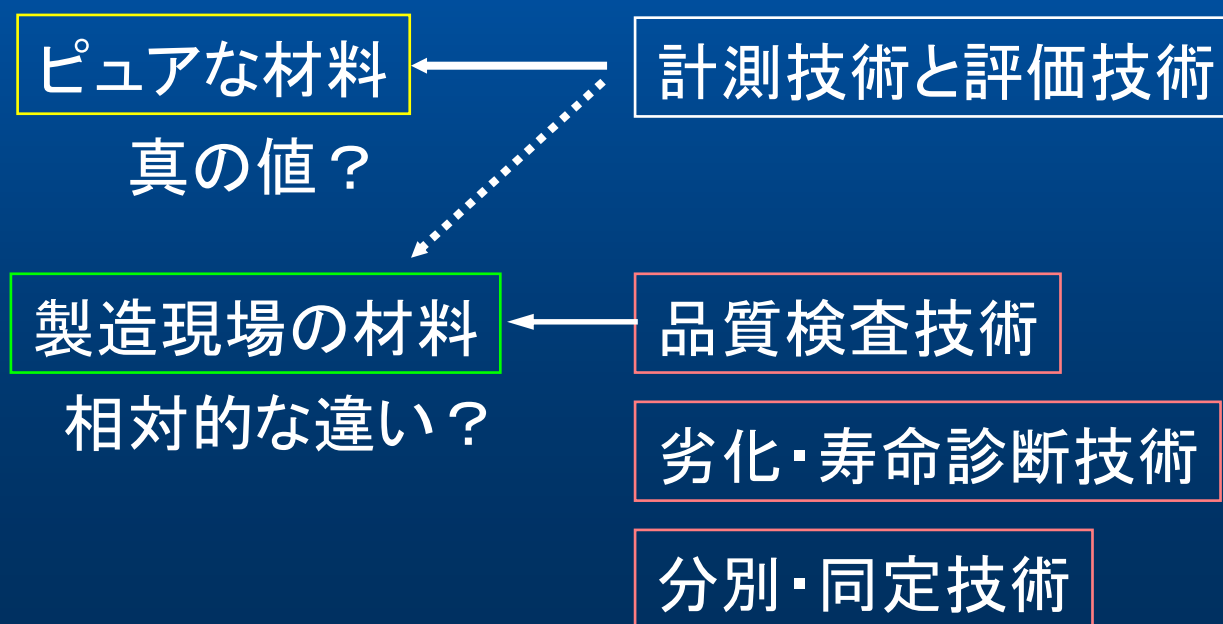 ピュアな材料
計測技術と評価技術
真の値？
製造現場の材料
品質検査技術
相対的な違い？
劣化・寿命診断技術
分別・同定技術